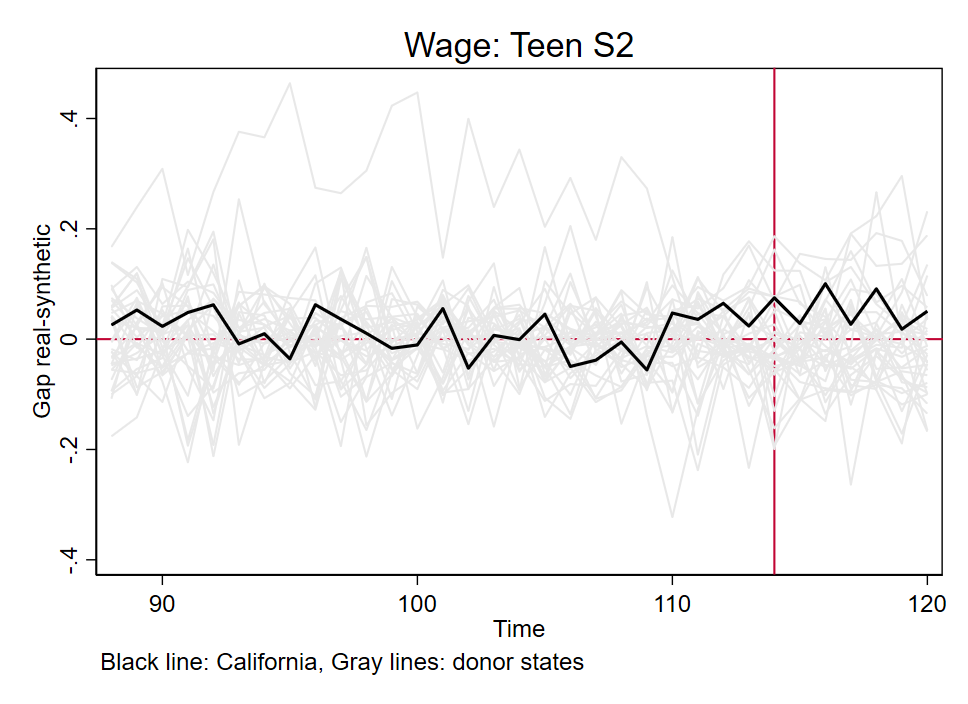 Wage: Teen S2
Gap real-synthetic
.4
.2
0
-.2
-.4
90 100 110 120
Time
Black line: California, Gray lines: donor states